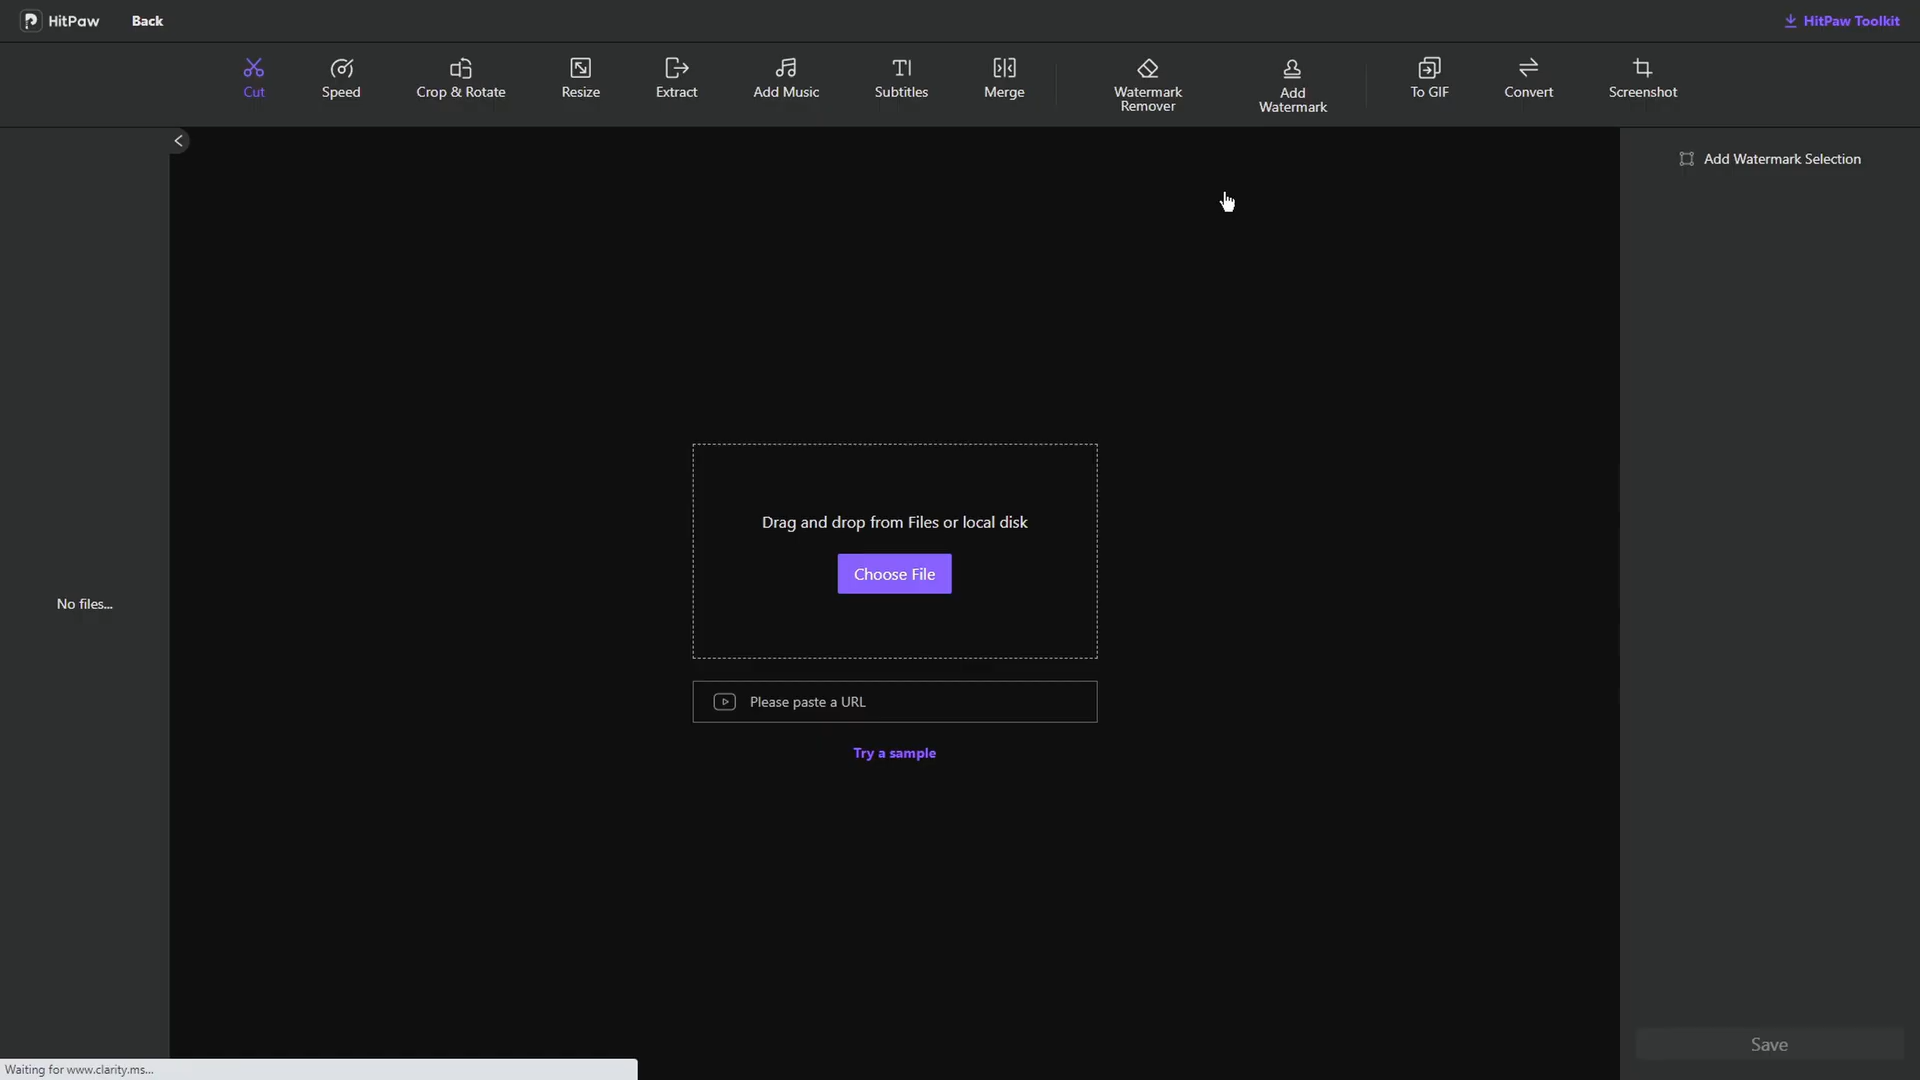 HitPaw
Back
HitPaw Toolkit
Cut
Speed
Crop & Rotate
Resize
Extract
Add Music
Subtitles
Merge
Watermark
Remover
Add
Watermark
To GIF
Convert
Screenshot
Add Watermark Selection
Drag and drop from Files or local disk
Choose File
No files...
Please paste a URL
Try a sample
Save
Waiting for www.clarity.ms...